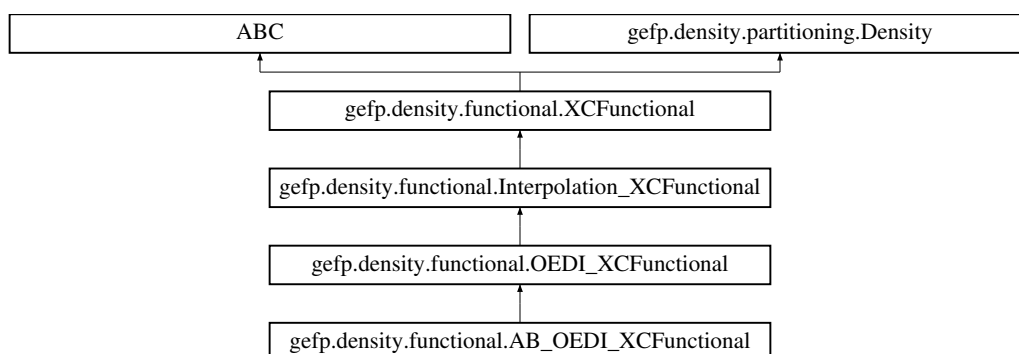 ABC
gefp.density.partitioning.Density
gefp.density.functional.XCFunctional
gefp.density.functional.Interpolation_XCFunctional
gefp.density.functional.OEDI_XCFunctional
gefp.density.functional.AB_OEDI_XCFunctional